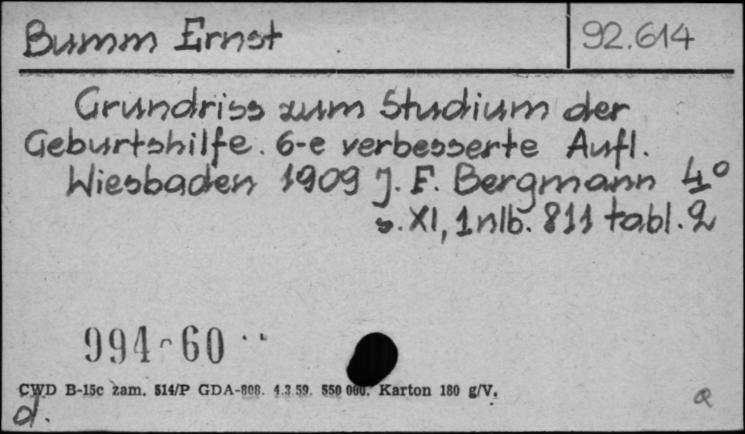 Bumm Ernst
92.614
Grundriss zum Studium der
Geburtshilfe. 6-e verbesserte Aufl.
Wiesbaden 1909 J. F. Bergmann 4°
s. XI, 1 nlb. 811 tabl. 2
994-60
CWD B-15c zam. 514/P GDA-808. 4.3 59. 550 000. Karton 180 g/V.
d.